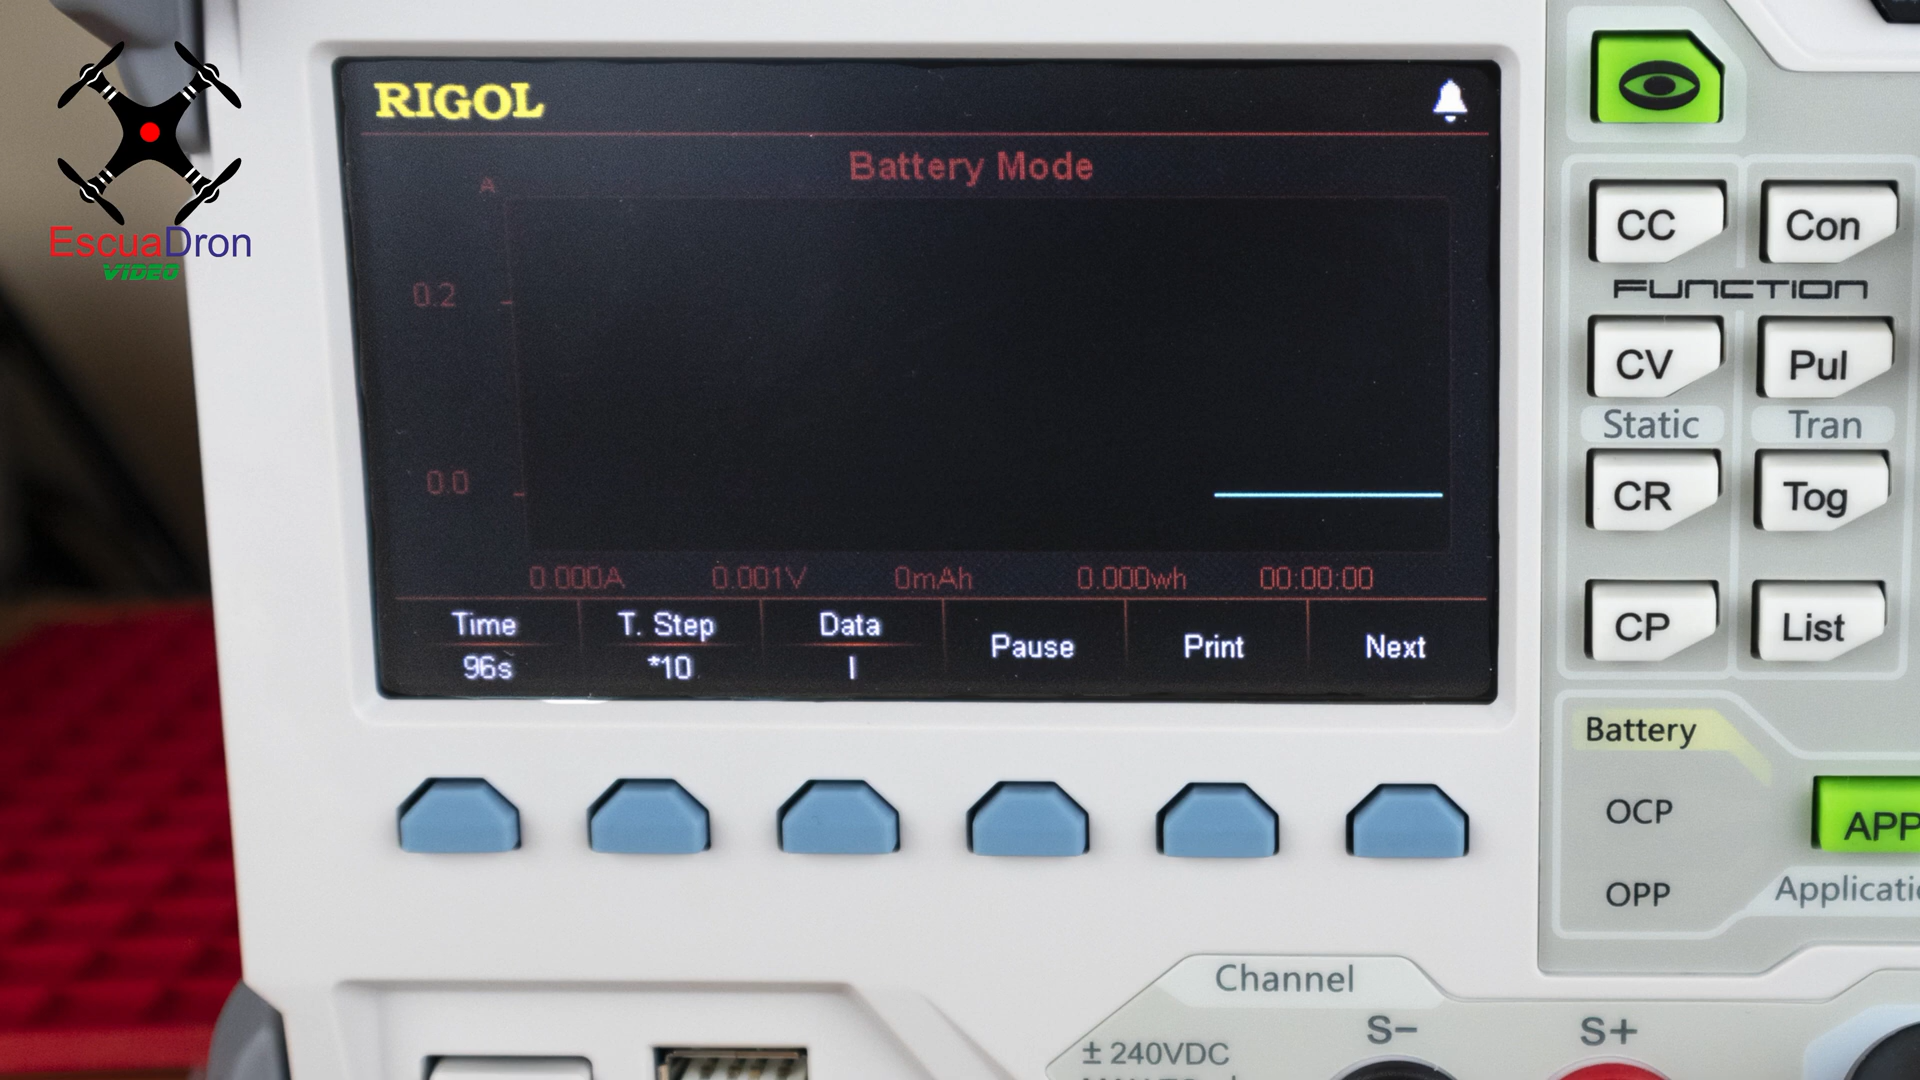 EscuaDron
VIDEO
RIGOL
Battery Mode
A
0.2
0.0
0.000A 0.001V 0mAh 0.000wh 00:00:00
Time T. Step Data Pause Print Next
96s *10 I
CC Con
FUNCTION
CV Pul
Static Tran
CR Tog
CP List
Battery
OCP
APP
OPP
Applicati
Channel
S- S+
± 240VDC